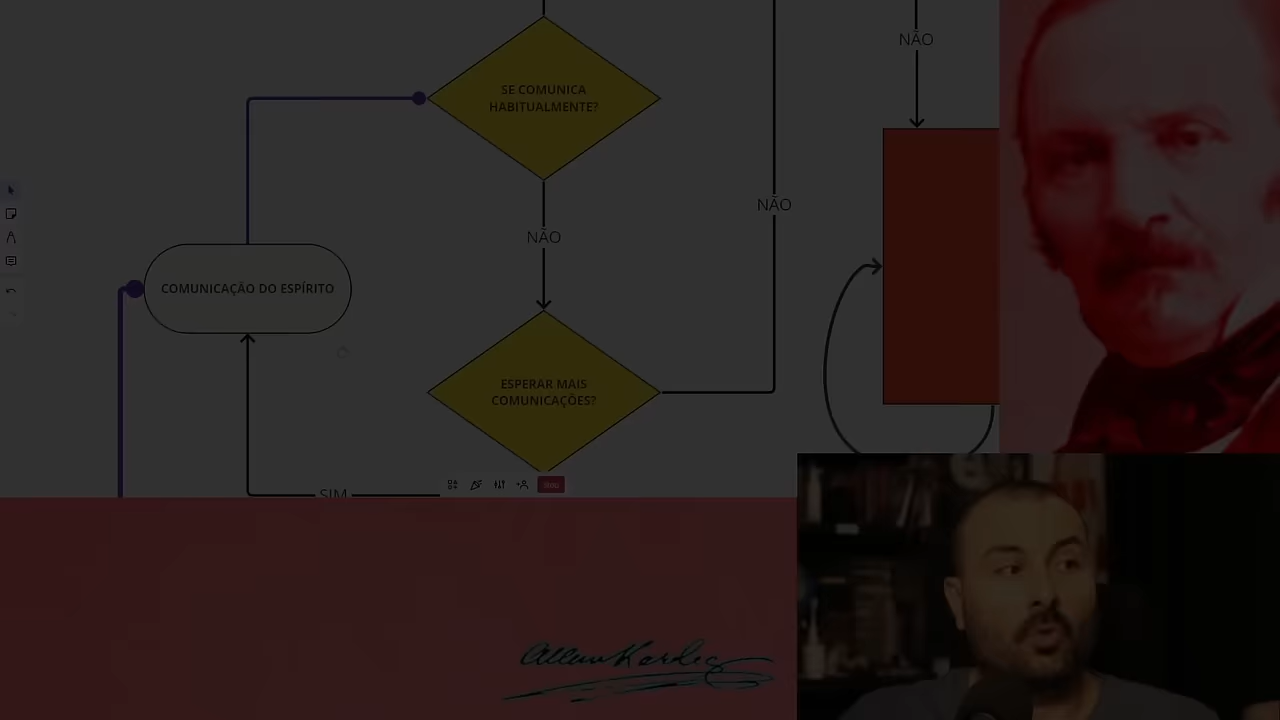 NÃO
SE COMUNICA
HABITUALMENTE?
NÃO
NÃO
COMUNICAÇÃO DO ESPÍRITO
ESPERAR MAIS
COMUNICAÇÕES?
SIM
Allan Kardec